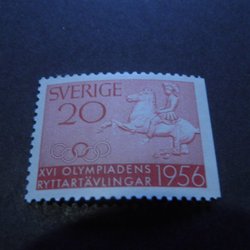 SVERIGE
20
XVI OLYMPIADENS
RYTTARTÄVLINGAR 1956